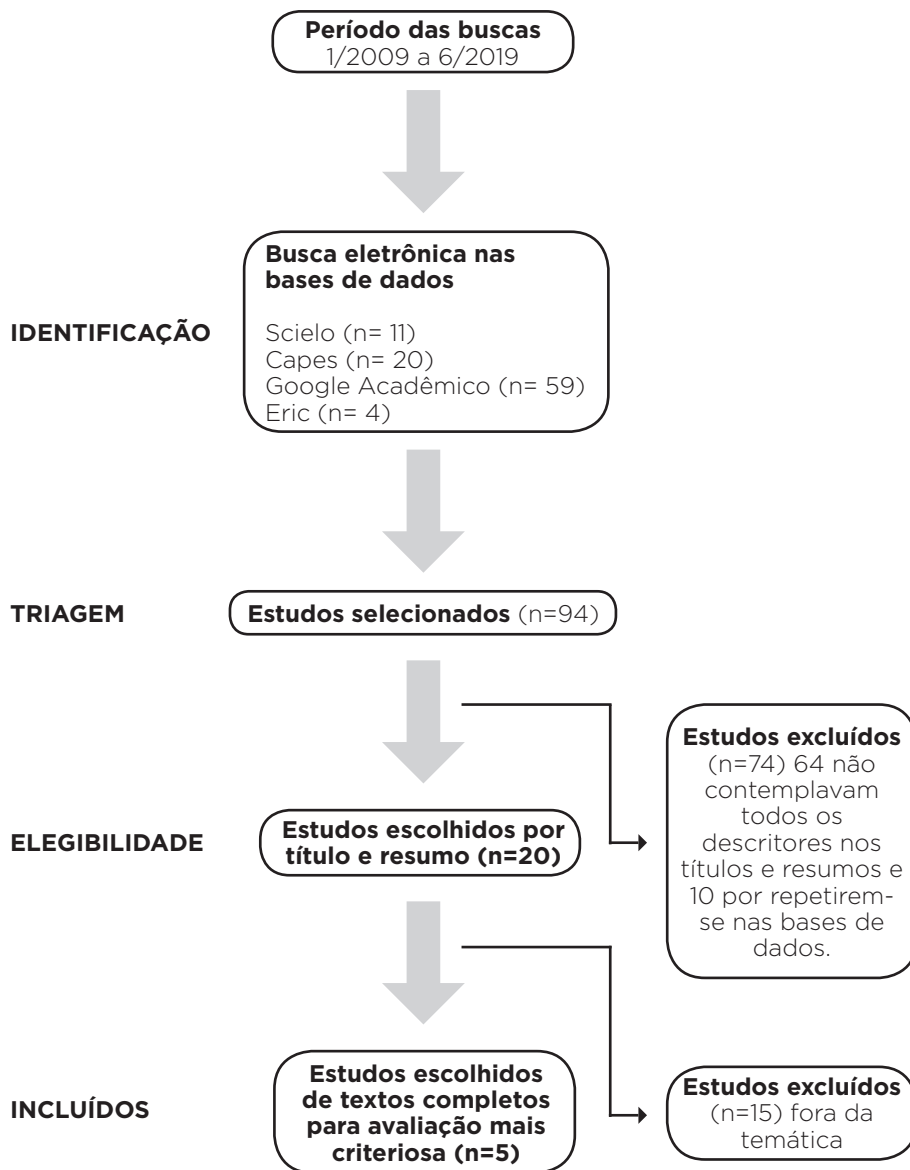 Período das buscas
1/2009 a 6/2019
IDENTIFICAÇÃO
Busca eletrônica nas
bases de dados
Scielo (n= 11)
Capes (n= 20)
Google Acadêmico (n= 59)
Eric (n= 4)
TRIAGEM
Estudos selecionados (n=94)
Estudos excluídos
(n=74) 64 não
contemplavam
todos os
descritores nos
títulos e resumos e
10 por repetirem-
se nas bases de
dados.
ELEGIBILIDADE
Estudos escolhidos por
título e resumo (n=20)
INCLUÍDOS
Estudos escolhidos
de textos completos
para avaliação mais
criteriosa (n=5)
Estudos excluídos
(n=15) fora da
temática